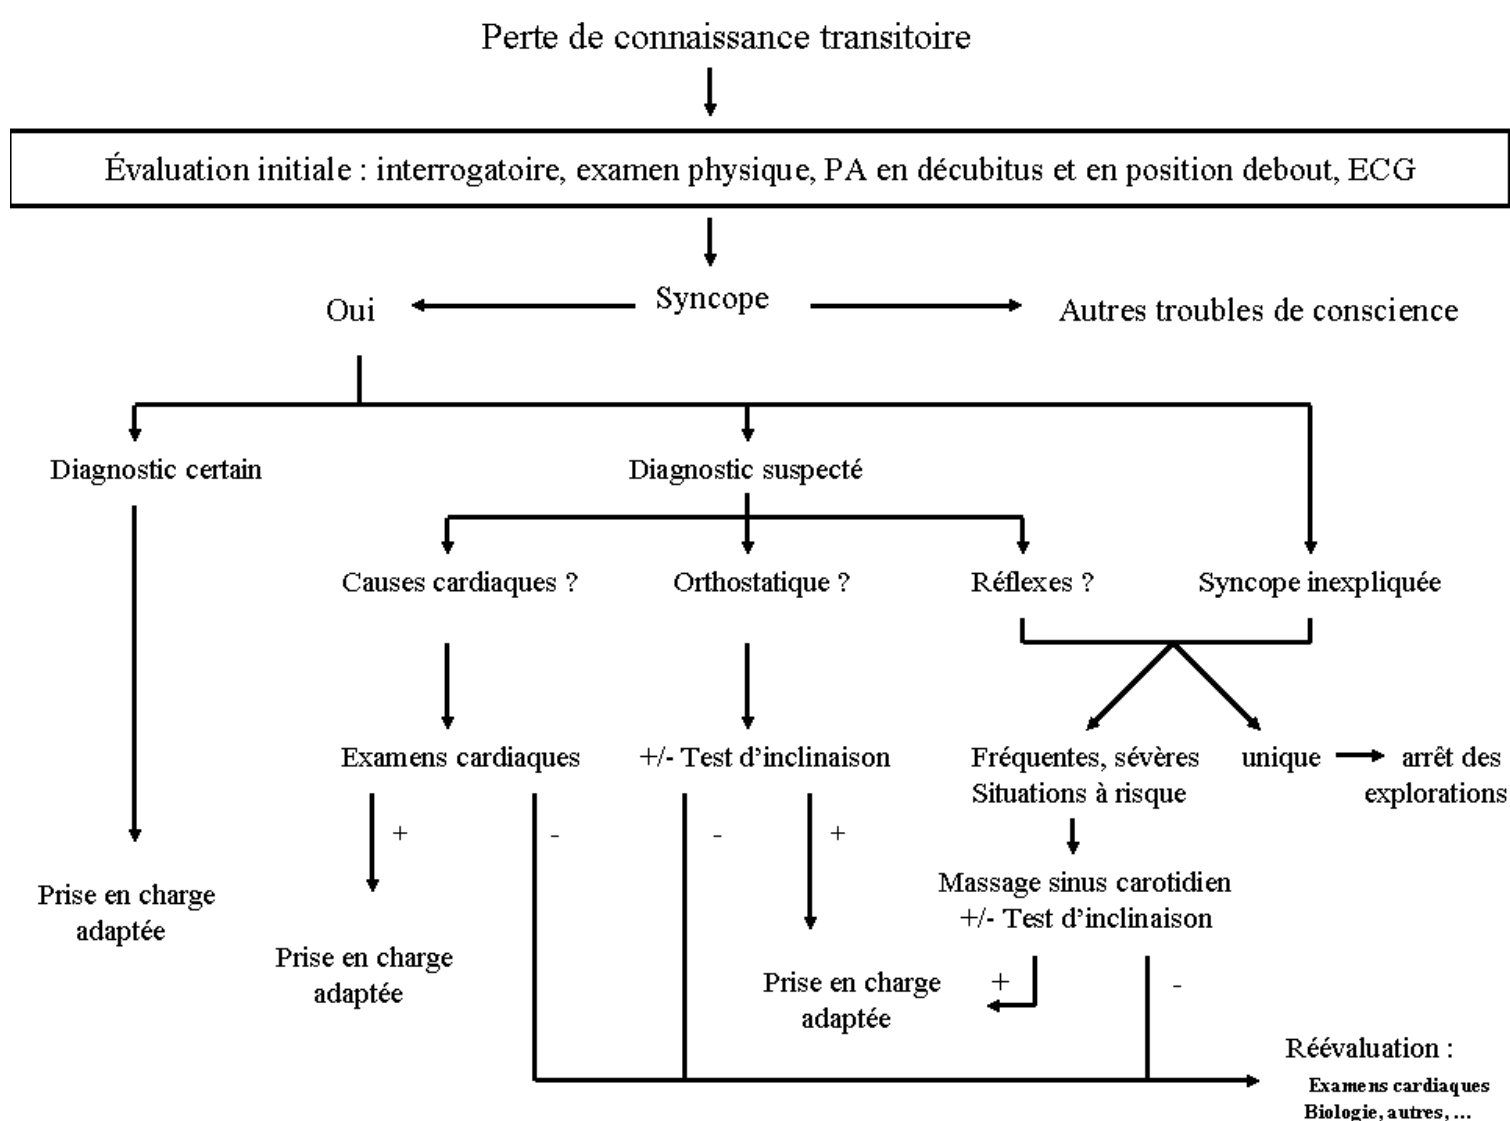 Perte de connaissance transitoire
Évaluation initiale : interrogatoire, examen physique, PA en décubitus et en position debout, ECG
Oui
Syncope
Autres troubles de conscience
Diagnostic certain
Diagnostic suspecté
Causes cardiaques ?
Orthostatique ?
Réflexes ?
Syncope inexpliquée
Examens cardiaques
+/- Test d’inclinaison
Fréquentes, sévères
Situations à risque
unique
arrêt des
explorations
+
-
-
+
Massage sinus carotidien
+/- Test d’inclinaison
Prise en charge
adaptée
Prise en charge
adaptée
Prise en charge
adaptée
+
-
Réévaluation :
Examens cardiaques
Biologie, autres, ...